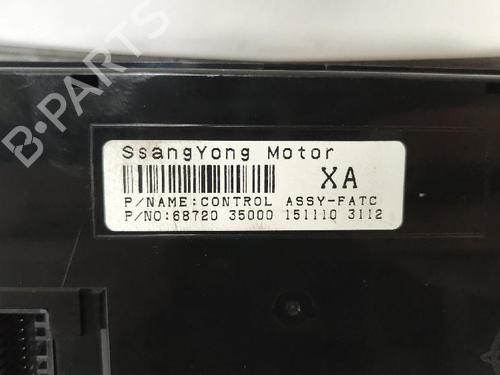 B·PARTS
SsangYong Motor
XA
P/NAME:CONTROL ASSY-FATC
P/NO:68720 35000 151110 3112